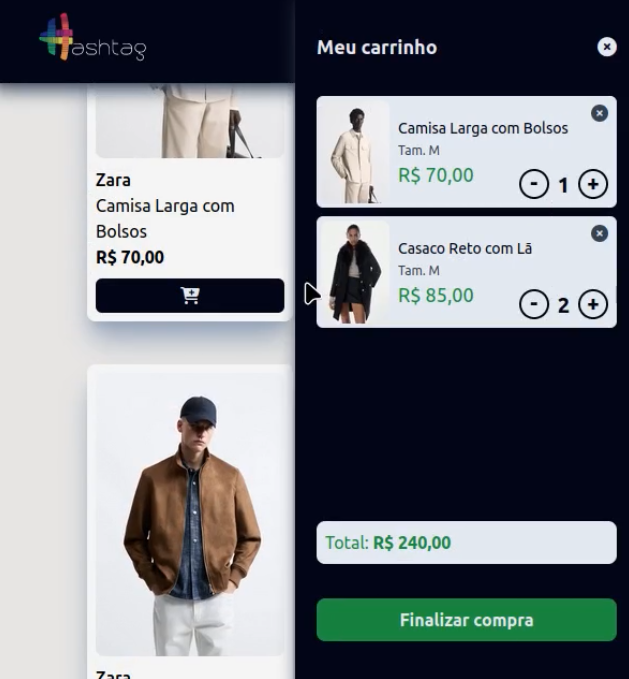 Hashtag
Zara
Camisa Larga com
Bolsos
R$ 70,00
Zara
Meu carrinho
Camisa Larga com Bolsos
Tam. M
R$ 70,00
- 1 +
Casaco Reto com Lã
Tam. M
R$ 85,00
- 2 +
Total: R$ 240,00
Finalizar compra